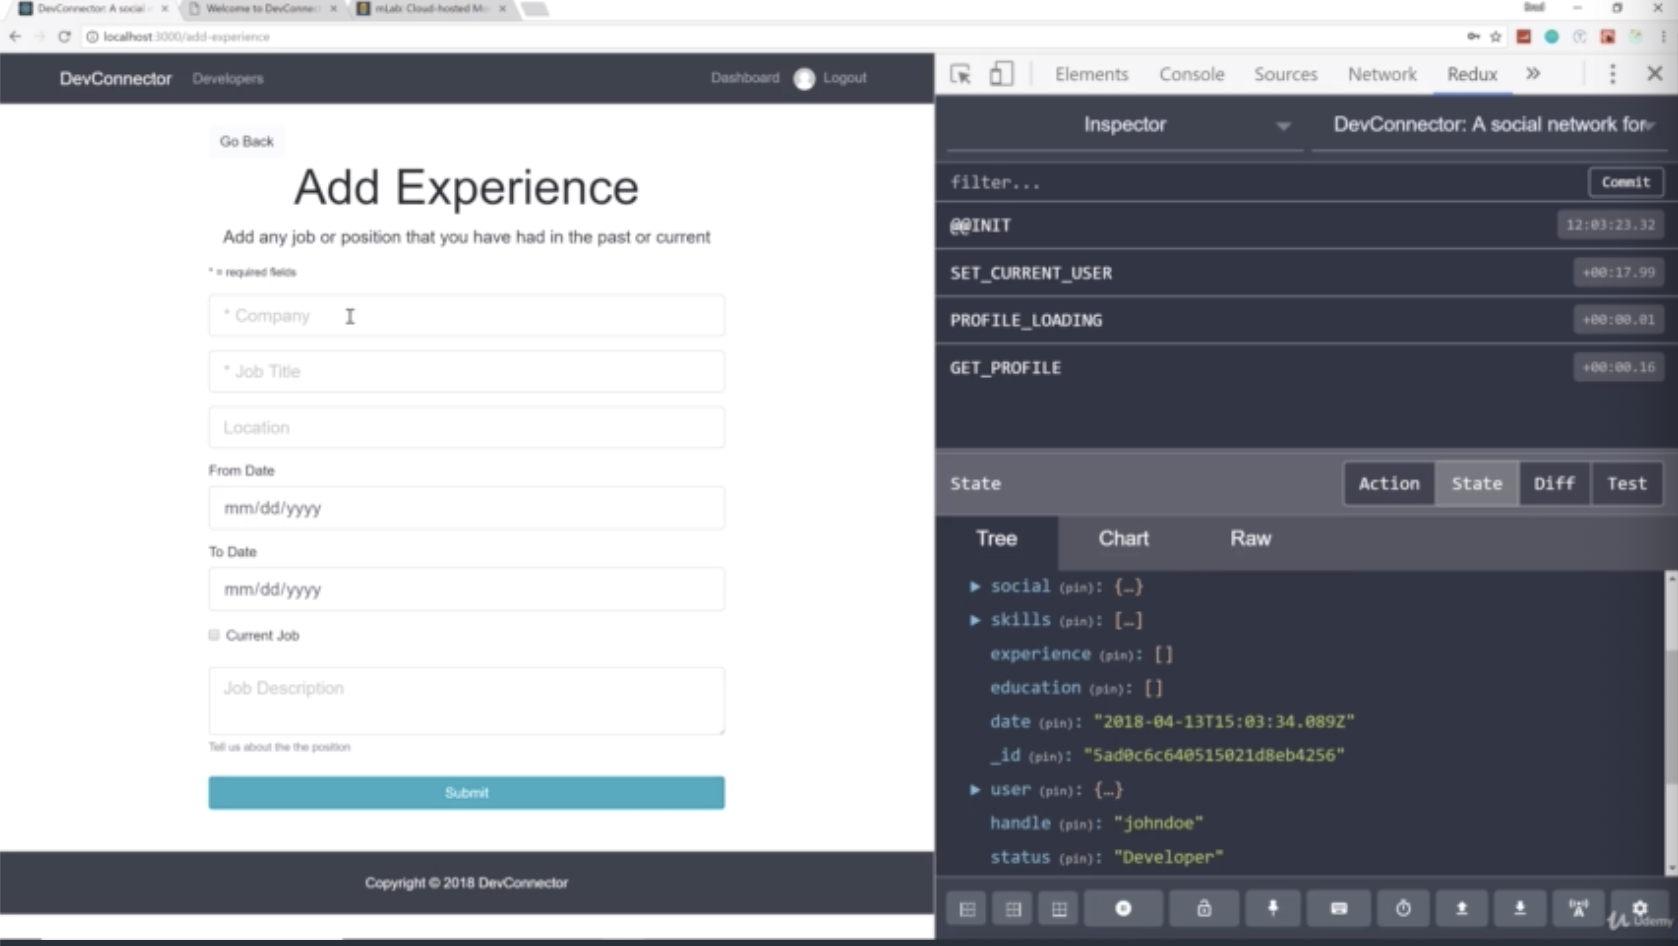 DevConnector: A social
Welcome to DevConnec
mLab: Cloud-hosted Mo
localhost:3000/add-experience
DevConnector Developers Dashboard Logout
Go Back
Add Experience
Add any job or position that you have had in the past or current
* = required fields
* Company
* Job Title
Location
From Date
mm/dd/yyyy
To Date
mm/dd/yyyy
Current Job
Job Description
Tell us about the the position
Submit
Copyright © 2018 DevConnector
Elements Console Sources Network Redux »
Inspector DevConnector: A social network for
filter... Commit
@@INIT 12:03:23.32
SET_CURRENT_USER +00:17.99
PROFILE_LOADING +00:00.01
GET_PROFILE +00:00.16
State Action State Diff Test
Tree Chart Raw
social (pin): {…}
skills (pin): […]
experience (pin): []
education (pin): []
date (pin): "2018-04-13T15:03:34.089Z"
_id (pin): "5ad0c6c640515021d8eb4256"
user (pin): {…}
handle (pin): "johndoe"
status (pin): "Developer"
Udemy